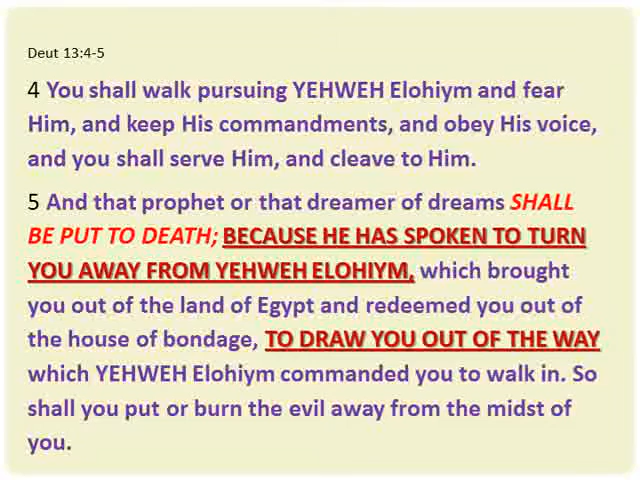 Deut 13:4-5
4 You shall walk pursuing YEHWEH Elohiym and fear
Him, and keep His commandments, and obey His voice,
and you shall serve Him, and cleave to Him.
5 And that prophet or that dreamer of dreams SHALL
BE PUT TO DEATH; BECAUSE HE HAS SPOKEN TO TURN
YOU AWAY FROM YEHWEH ELOHIYM, which brought
you out of the land of Egypt and redeemed you out of
the house of bondage, TO DRAW YOU OUT OF THE WAY
which YEHWEH Elohiym commanded you to walk in. So
shall you put or burn the evil away from the midst of
you.